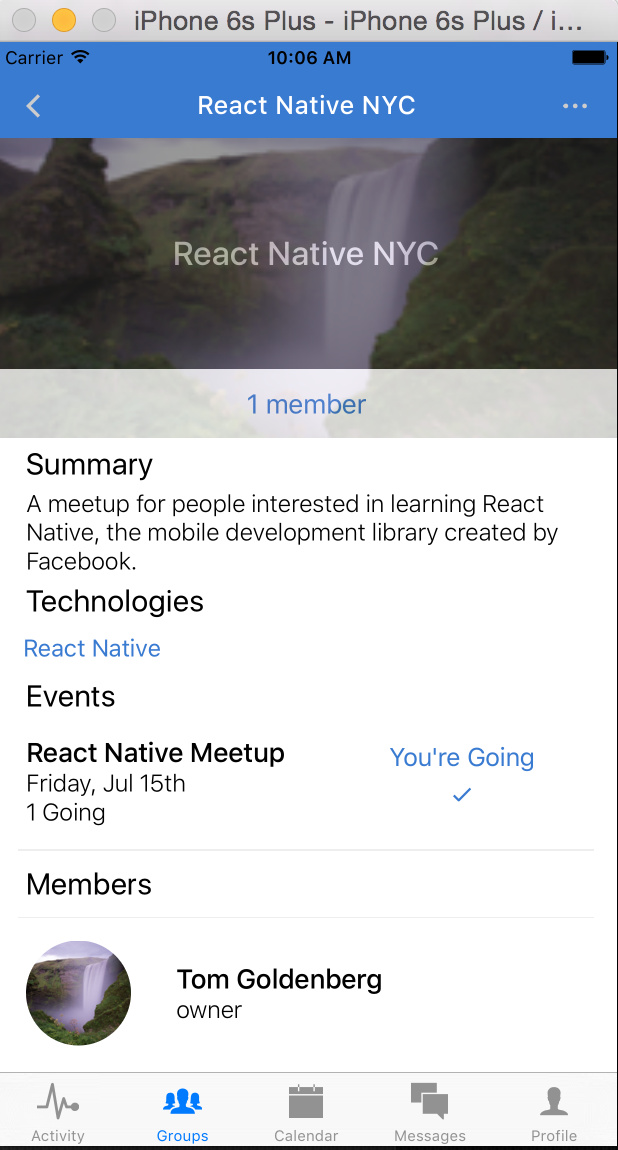 iPhone 6s Plus - iPhone 6s Plus / i...
Carrier 10:06 AM
React Native NYC
React Native NYC
1 member
Summary
A meetup for people interested in learning React
Native, the mobile development library created by
Facebook.
Technologies
React Native
Events
React Native Meetup
You're Going
Friday, Jul 15th
1 Going
Members
Tom Goldenberg
owner
Activity Groups Calendar Messages Profile